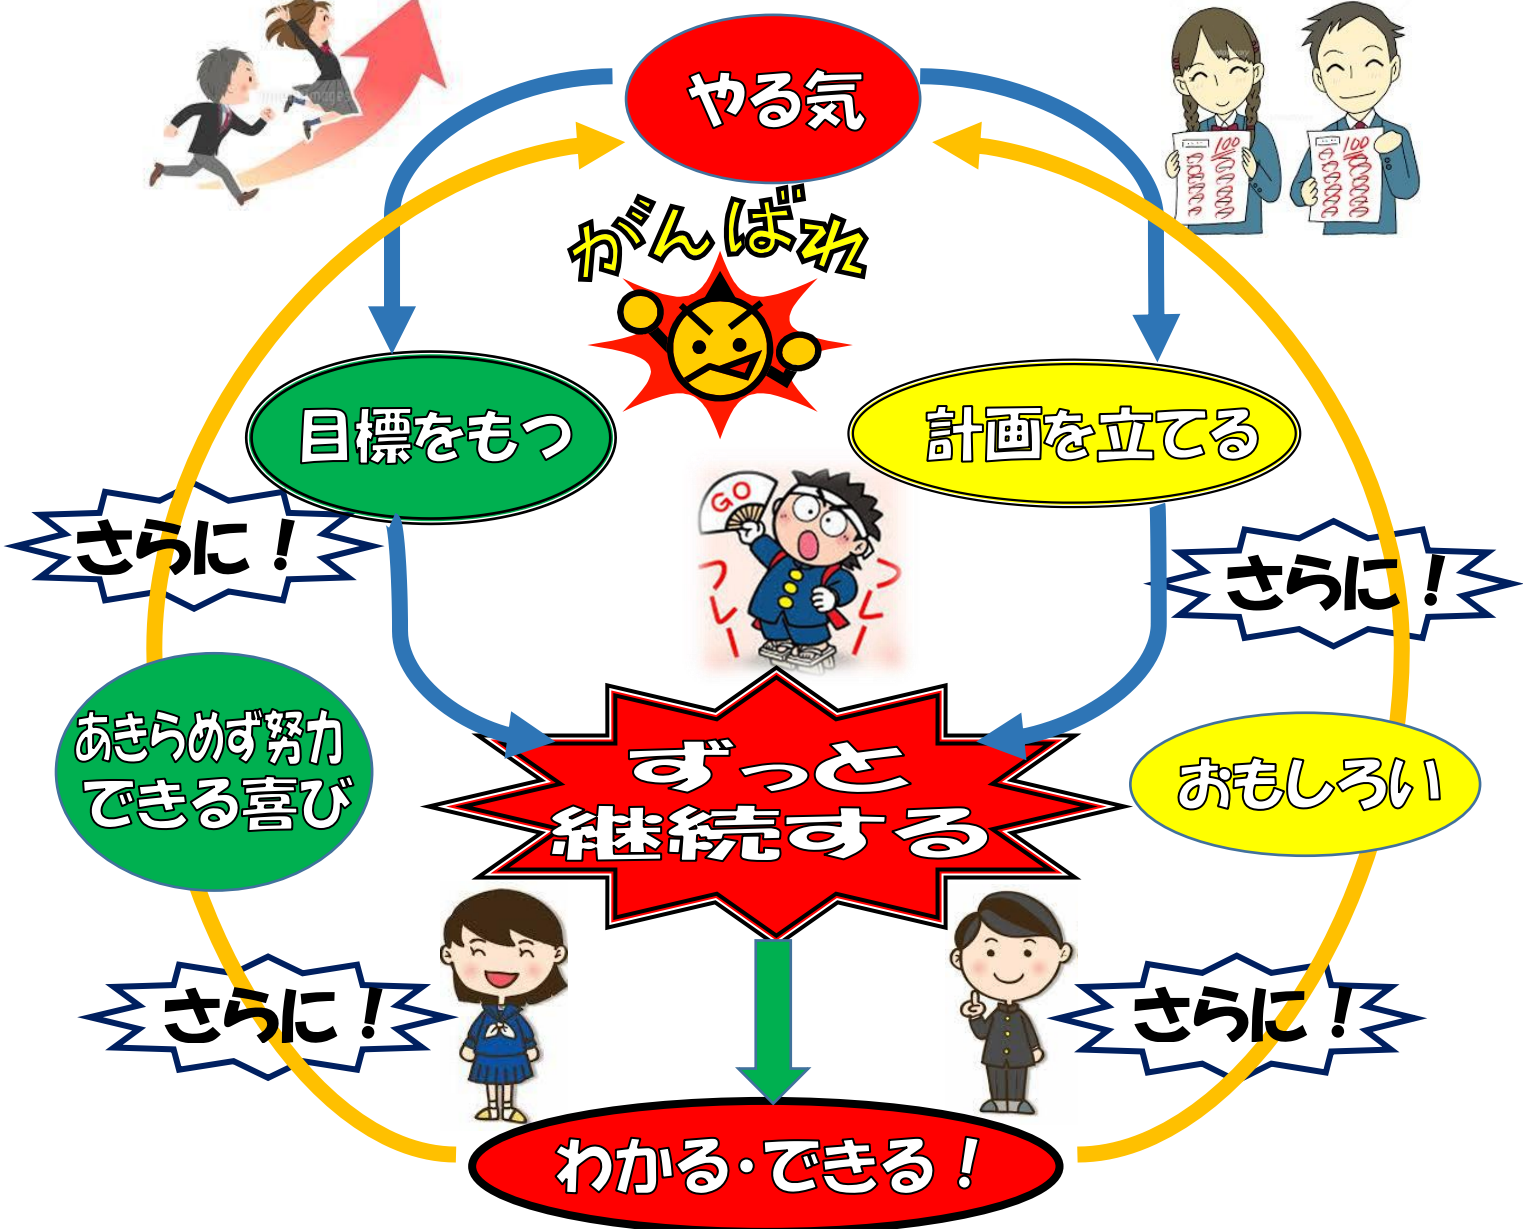 やる気
100
100
がんばれ
目標をもつ
計画を立てる
GO
フレー
フレー
さらに！
さらに！
あきらめず努力
できる喜び
ずっと
継続する
おもしろい
さらに！
さらに！
わかる・できる！